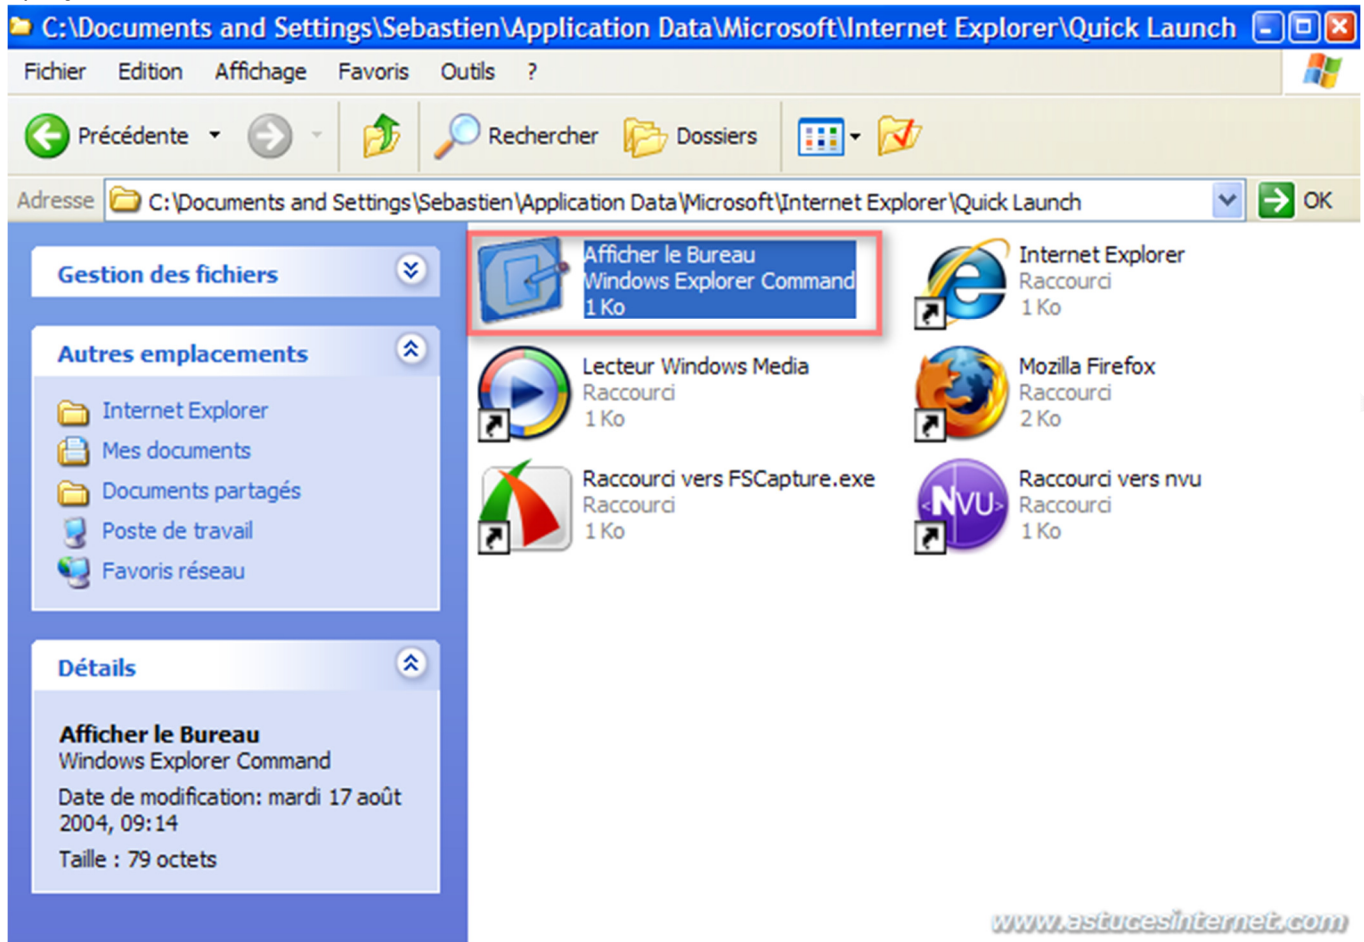 C:\Documents and Settings\Sebastien\Application Data\Microsoft\Internet Explorer\Quick Launch
Fichier Edition Affichage Favoris Outils ?
Précédente Rechercher Dossiers
Adresse C:\Documents and Settings\Sebastien\Application Data\Microsoft\Internet Explorer\Quick Launch OK
Gestion des fichiers
Autres emplacements
Internet Explorer
Mes documents
Documents partagés
Poste de travail
Favoris réseau
Détails
Afficher le Bureau
Windows Explorer Command
Date de modification: mardi 17 août
2004, 09:14
Taille : 79 octets
Afficher le Bureau
Windows Explorer Command
1 Ko
Internet Explorer
Raccourci
1 Ko
Lecteur Windows Media
Raccourci
1 Ko
Mozilla Firefox
Raccourci
2 Ko
Raccourci vers FSCapture.exe
Raccourci
1 Ko
<NVU>
Raccourci vers nvu
Raccourci
1 Ko
www.astucesinternet.com